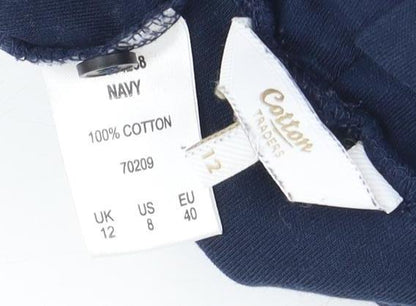 NAVY
100% COTTON
70209
UK US EU
12 8 40
12
Cotton
TRADERS